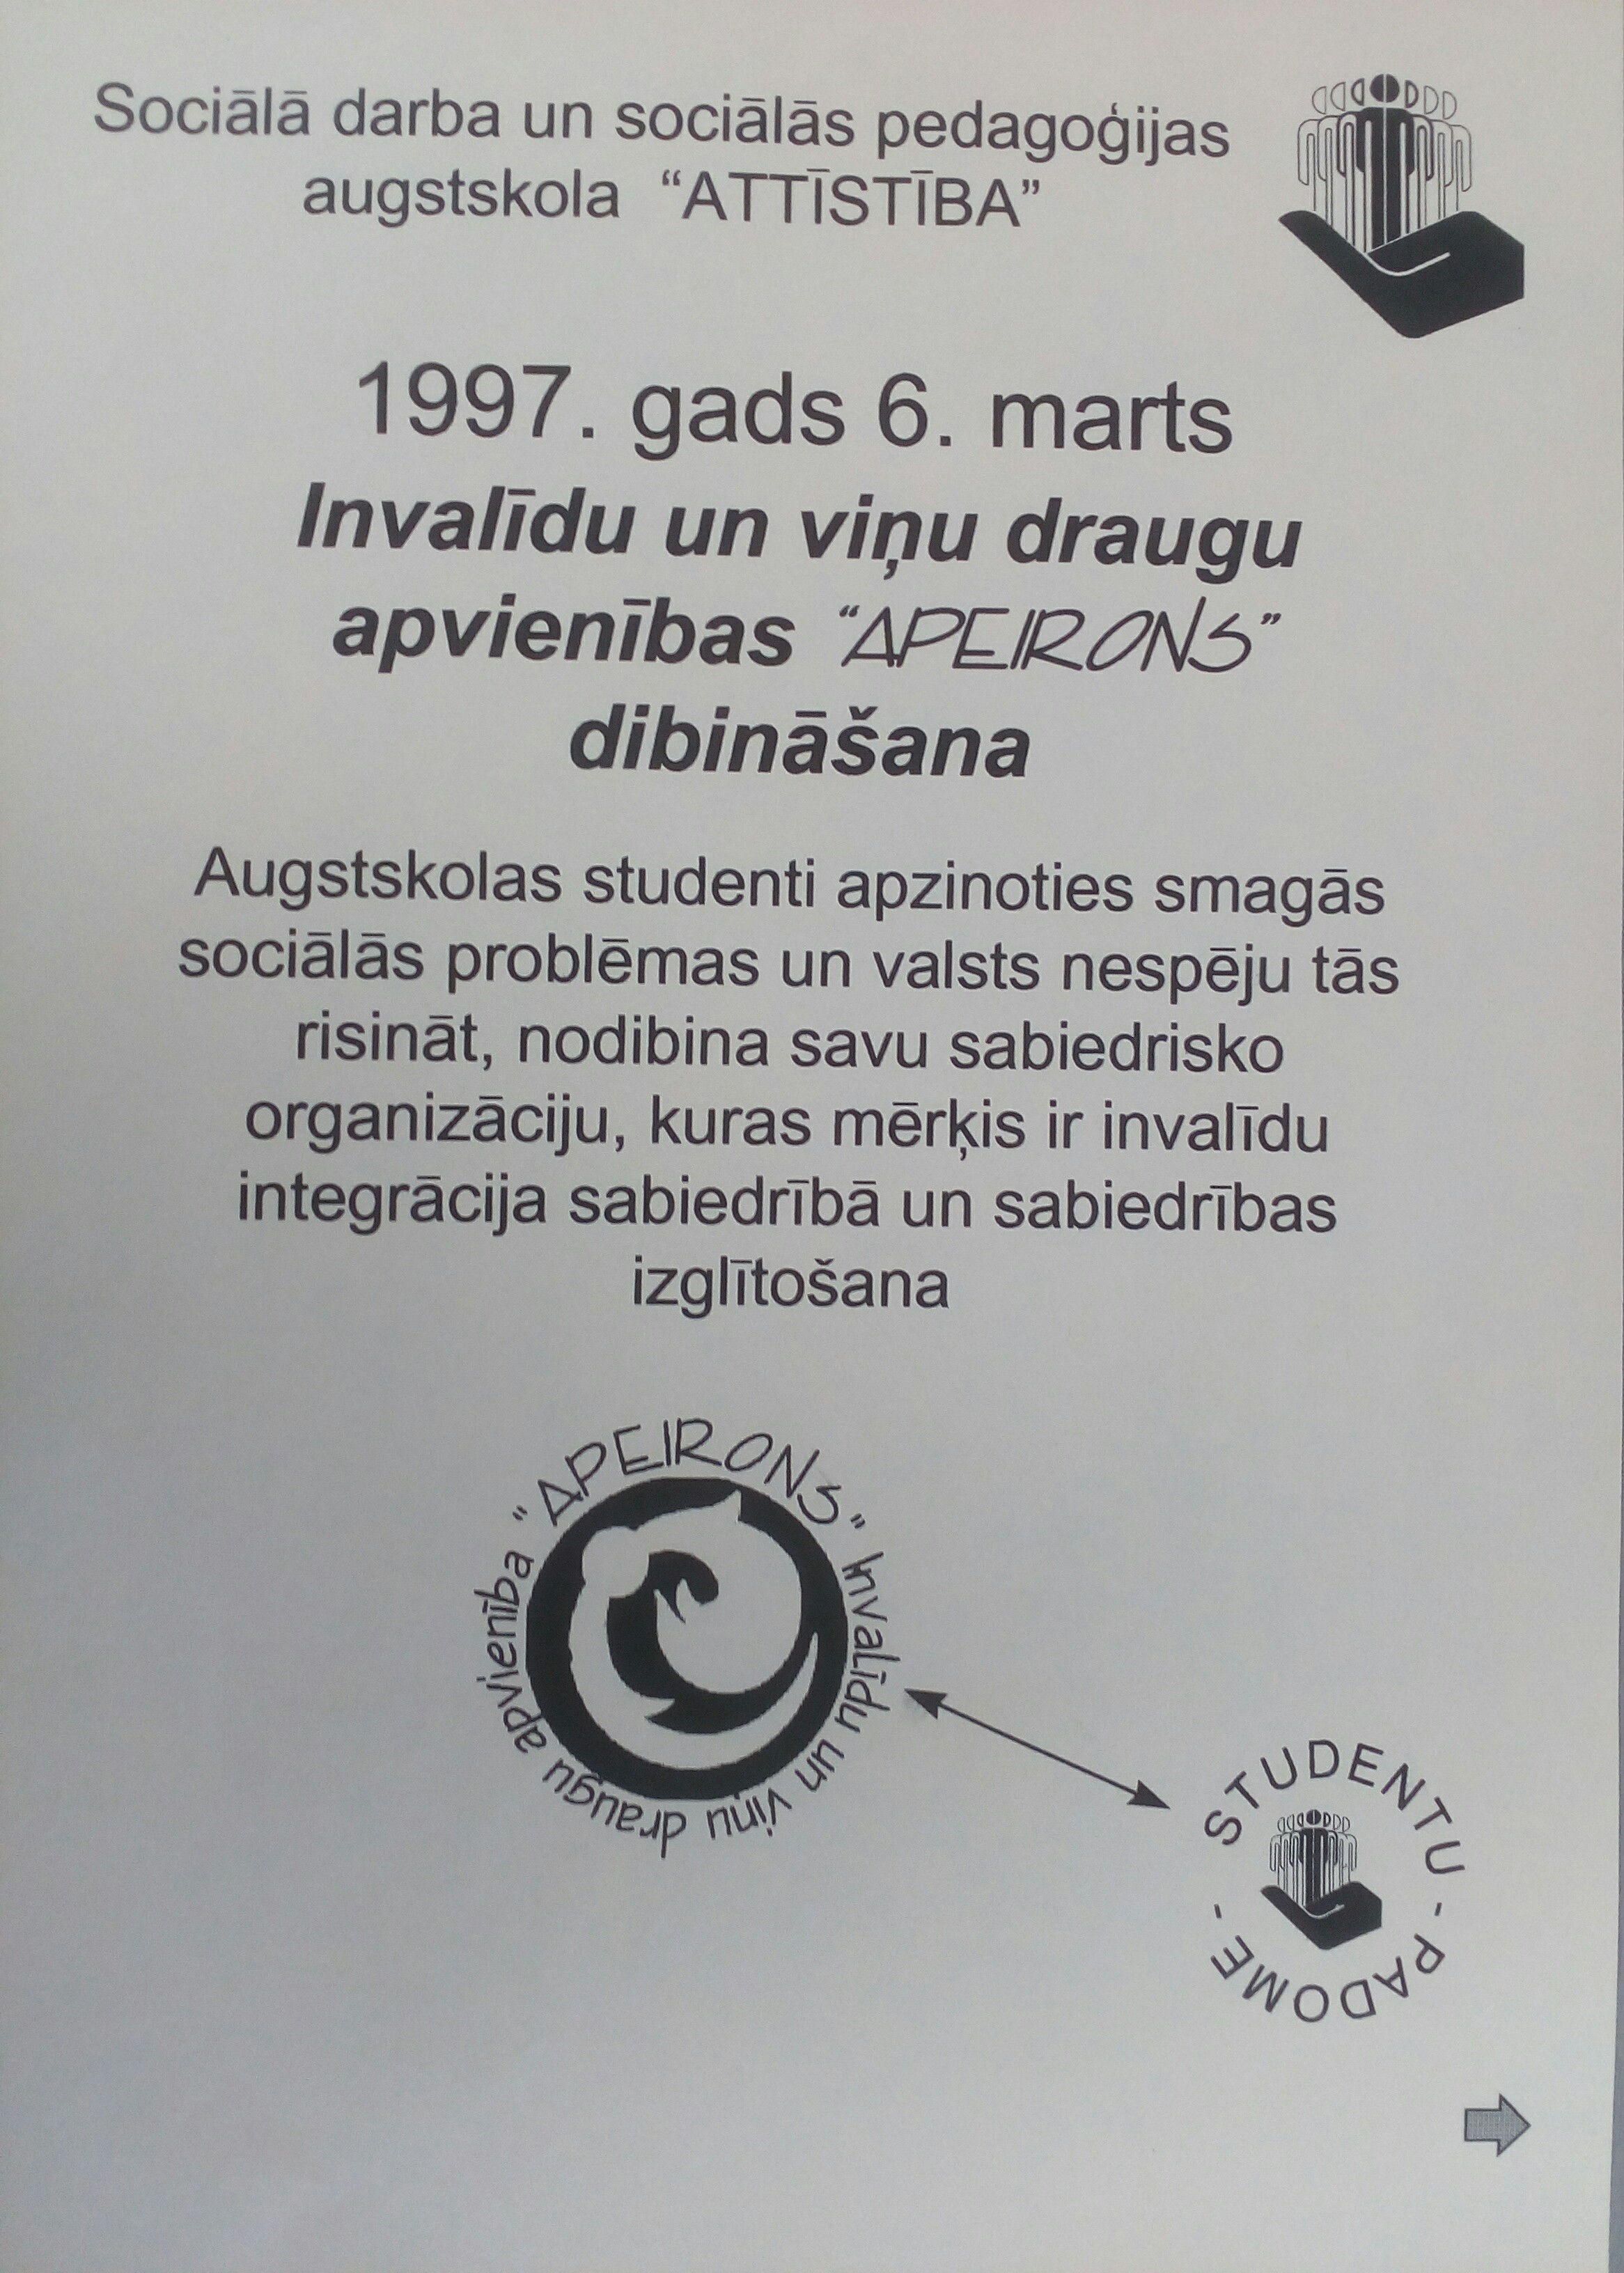 Sociālā darba un sociālās pedagoģijas
augstskola “ATTĪSTĪBA”
1997. gads 6. marts
Invalīdu un viņu draugu
apvienības “APEIRONS”
dibināšana
Augstskolas studenti apzinoties smagās
sociālās problēmas un valsts nespēju tās
risināt, nodibina savu sabiedrisko
organizāciju, kuras mērķis ir invalīdu
integrācija sabiedrībā un sabiedrības
izglītošana
“APEIRONS” Invalīdu un viņu draugu apvienība
STUDENTU - PADOME -